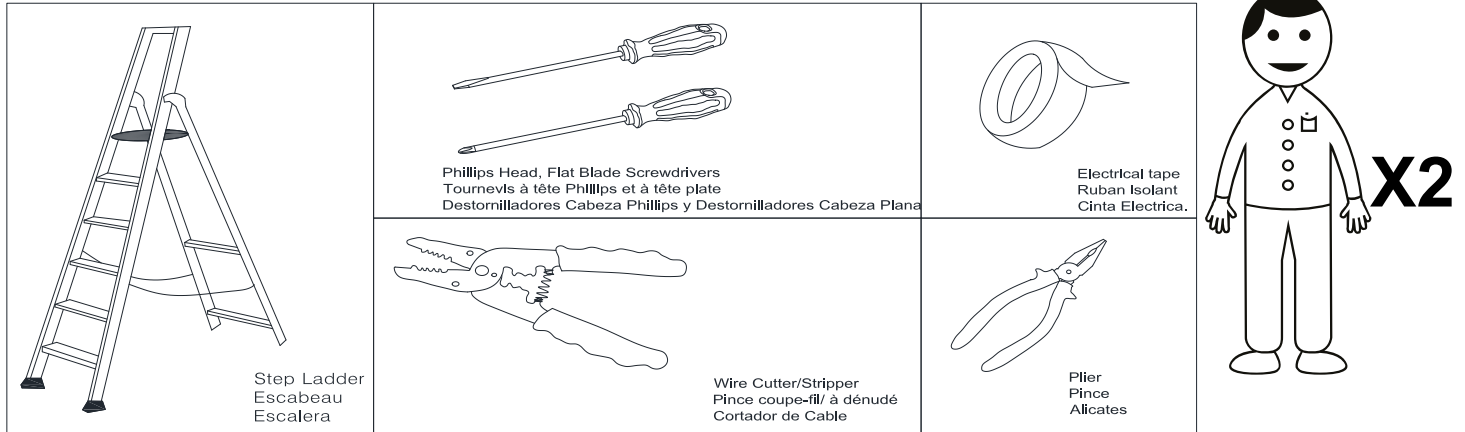 Phillips Head, Flat Blade Screwdrivers
Tournevis à tête Phillips et à tête plate
Destornilladores Cabeza Phillips y Destornilladores Cabeza Plana
Electrical tape
Ruban Isolant
Cinta Electrica.
X2
Step Ladder
Escabeau
Escalera
Wire Cutter/Stripper
Pince coupe-fil/ à dénudé
Cortador de Cable
Plier
Pince
Alicates